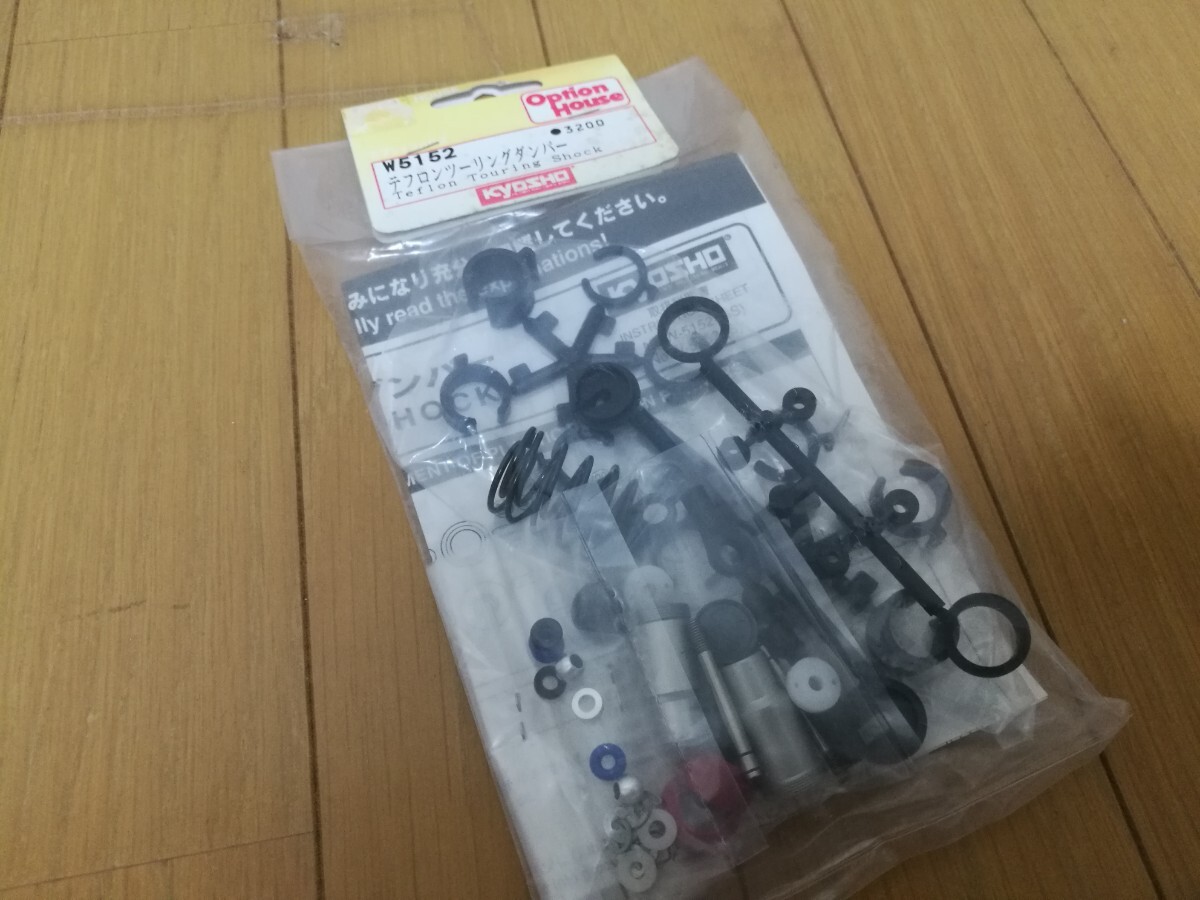 Option
House
●3200
W5152
テフロンツーリングダンパー
Teflon Touring Shock
KYOSHO
みになり充分 してください。
lly read the
KYOSHO
SHOCK